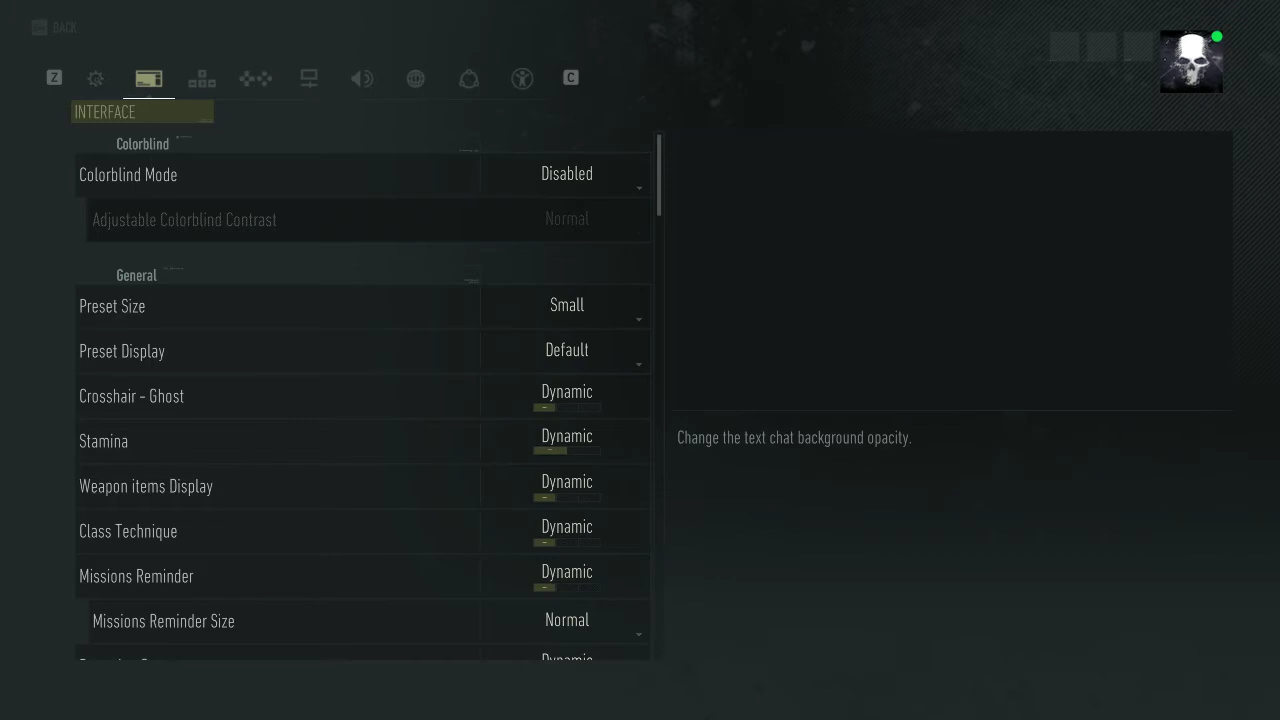 BACK
Z
C
INTERFACE
Colorblind
Colorblind Mode Disabled
Adjustable Colorblind Contrast Normal
General
Preset Size Small
Preset Display Default
Crosshair - Ghost Dynamic
Stamina Dynamic
Weapon items Display Dynamic
Class Technique Dynamic
Missions Reminder Dynamic
Missions Reminder Size Normal
Dynamic
Change the text chat background opacity.